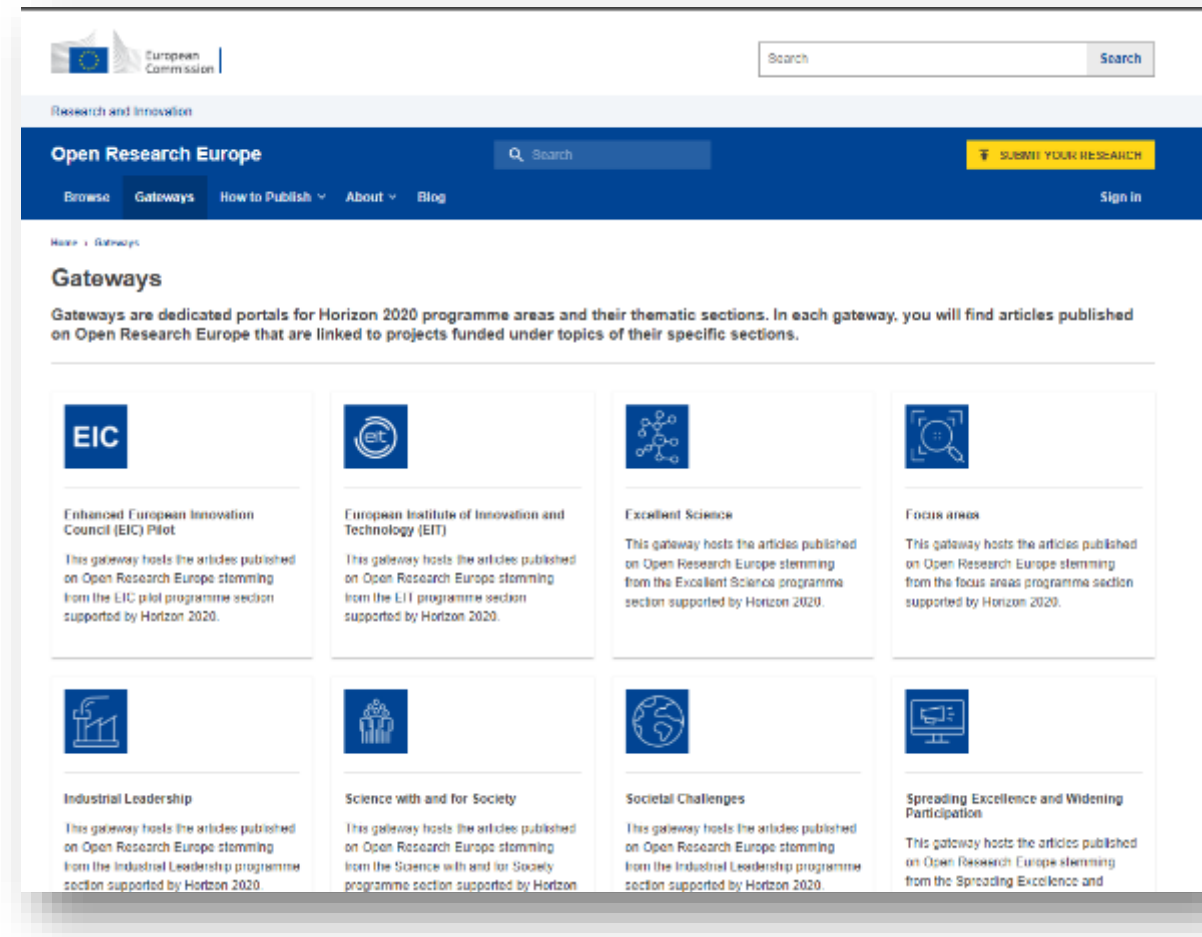 European
Commission
Search
Search
Research and Innovation
Open Research Europe
Search
SUBMIT YOUR RESEARCH
Browse
Gateways
How to Publish
About
Blog
Sign in
Home › Gateways
Gateways
Gateways are dedicated portals for Horizon 2020 programme areas and their thematic sections. In each gateway, you will find articles published
on Open Research Europe that are linked to projects funded under topics of their specific sections.
EIC
Enhanced European Innovation
Council (EIC) Pilot
This gateway hosts the articles published
on Open Research Europe stemming
from the EIC pilot programme section
supported by Horizon 2020.
eit
European Institute of Innovation and
Technology (EIT)
This gateway hosts the articles published
on Open Research Europe stemming
from the EIT programme section
supported by Horizon 2020.
Excellent Science
This gateway hosts the articles published
on Open Research Europe stemming
from the Excellent Science programme
section supported by Horizon 2020.
Focus areas
This gateway hosts the articles published
on Open Research Europe stemming
from the focus areas programme section
supported by Horizon 2020.
Industrial Leadership
This gateway hosts the articles published
on Open Research Europe stemming
from the Industrial Leadership programme
section supported by Horizon 2020.
Science with and for Society
This gateway hosts the articles published
on Open Research Europe stemming
from the Science with and for Society
programme section supported by Horizon
Societal Challenges
This gateway hosts the articles published
on Open Research Europe stemming
from the Industrial Leadership programme
section supported by Horizon 2020.
Spreading Excellence and Widening
Participation
This gateway hosts the articles published
on Open Research Europe stemming
from the Spreading Excellence and